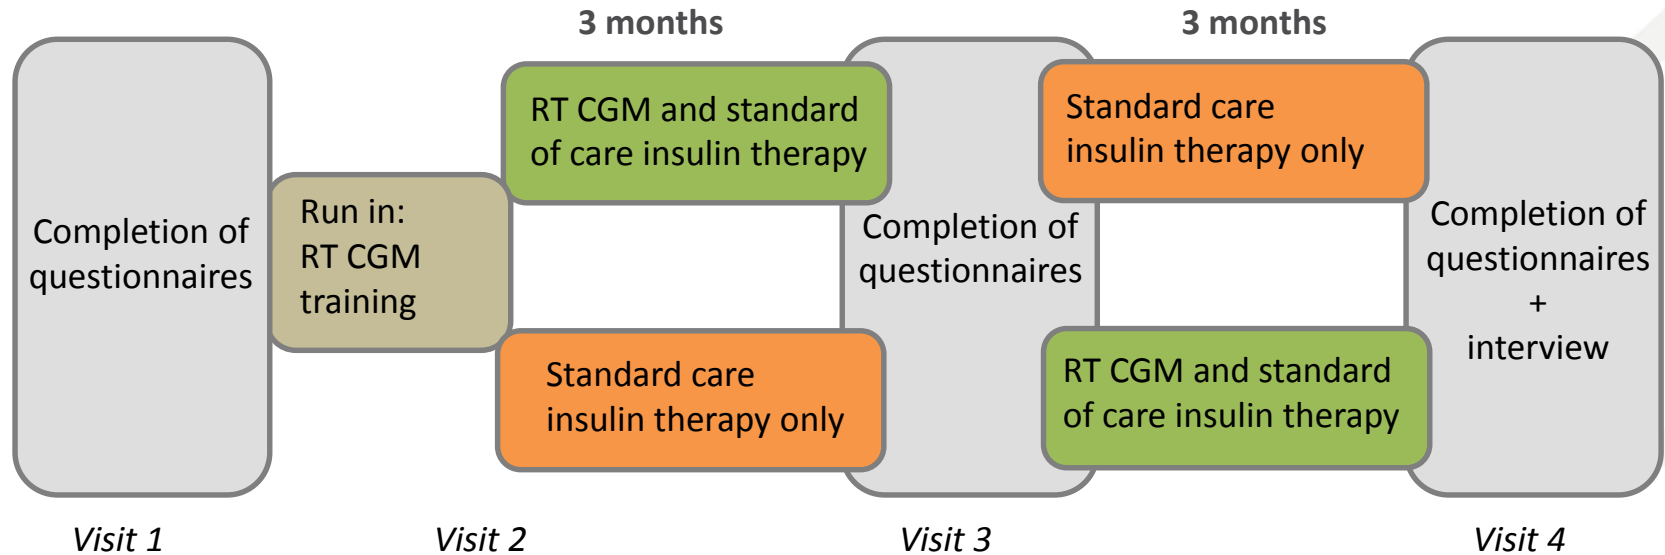 3 months
3 months
Completion of
questionnaires
Run in:
RT CGM
training
RT CGM and standard
of care insulin therapy
Standard care
insulin therapy only
Completion of
questionnaires
Standard care
insulin therapy only
RT CGM and standard
of care insulin therapy
Completion of
questionnaires
+
interview
Visit 1
Visit 2
Visit 3
Visit 4